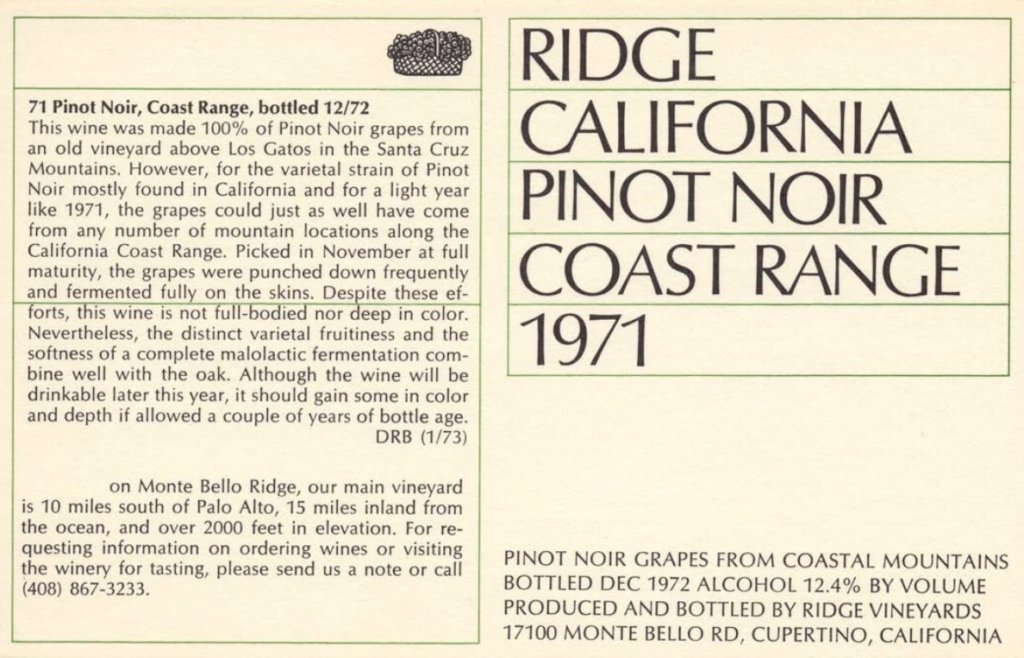 71 Pinot Noir, Coast Range, bottled 12/72
This wine was made 100% of Pinot Noir grapes from
an old vineyard above Los Gatos in the Santa Cruz
Mountains. However, for the varietal strain of Pinot
Noir mostly found in California and for a light year
like 1971, the grapes could just as well have come
from any number of mountain locations along the
California Coast Range. Picked in November at full
maturity, the grapes were punched down frequently
and fermented fully on the skins. Despite these ef-
forts, this wine is not full-bodied nor deep in color.
Nevertheless, the distinct varietal fruitiness and the
softness of a complete malolactic fermentation com-
bine well with the oak. Although the wine will be
drinkable later this year, it should gain some in color
and depth if allowed a couple of years of bottle age.
DRB (1/73)
on Monte Bello Ridge, our main vineyard
is 10 miles south of Palo Alto, 15 miles inland from
the ocean, and over 2000 feet in elevation. For re-
questing information on ordering wines or visiting
the winery for tasting, please send us a note or call
(408) 867-3233.
RIDGE
CALIFORNIA
PINOT NOIR
COAST RANGE
1971
PINOT NOIR GRAPES FROM COASTAL MOUNTAINS
BOTTLED DEC 1972 ALCOHOL 12.4% BY VOLUME
PRODUCED AND BOTTLED BY RIDGE VINEYARDS
17100 MONTE BELLO RD, CUPERTINO, CALIFORNIA